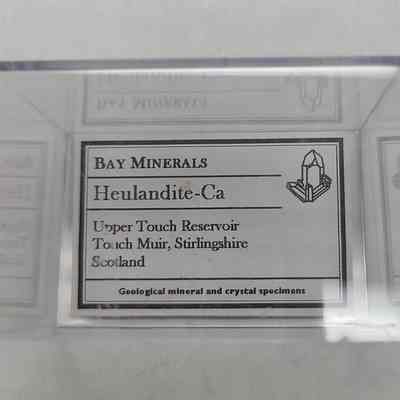 BAY MINERALS
Heulandite-Ca
Upper Touch Reservoir
Touch Muir, Stirlingshire
Scotland
Geological mineral and crystal specimens